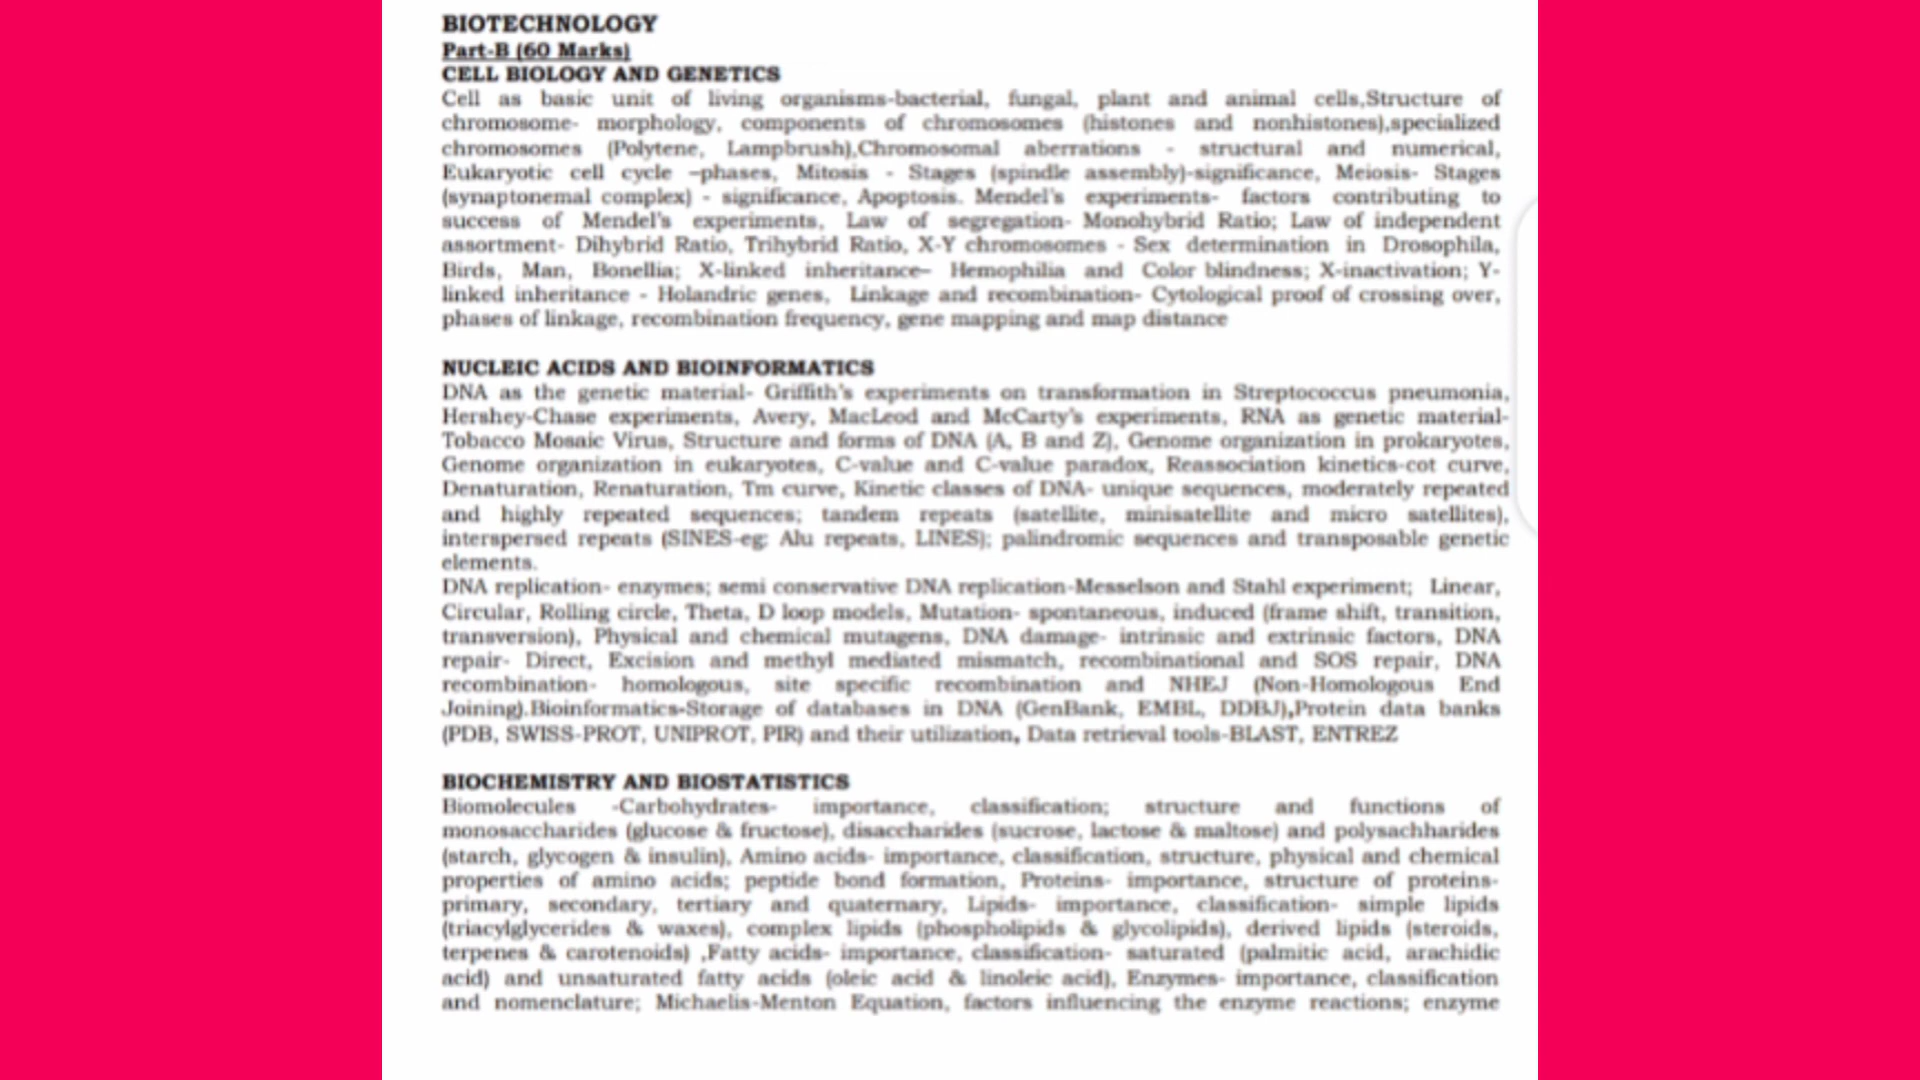 BIOTECHNOLOGY
Part-B (60 Marks)
CELL BIOLOGY AND GENETICS
Cell as basic unit of living organisms-bacterial, fungal, plant and animal cells,Structure of
chromosome- morphology, components of chromosomes (histones and nonhistones),specialized
chromosomes (Polytene, Lampbrush),Chromosomal aberrations - structural and numerical,
Eukaryotic cell cycle –phases, Mitosis - Stages (spindle assembly)-significance, Meiosis- Stages
(synaptonemal complex) - significance, Apoptosis. Mendel's experiments- factors contributing to
success of Mendel's experiments, Law of segregation- Monohybrid Ratio; Law of independent
assortment- Dihybrid Ratio, Trihybrid Ratio, X-Y chromosomes - Sex determination in Drosophila,
Birds, Man, Bonellia; X-linked inheritance– Hemophilia and Color blindness; X-inactivation; Y-
linked inheritance - Holandric genes, Linkage and recombination- Cytological proof of crossing over,
phases of linkage, recombination frequency, gene mapping and map distance
NUCLEIC ACIDS AND BIOINFORMATICS
DNA as the genetic material- Griffith's experiments on transformation in Streptococcus pneumonia,
Hershey-Chase experiments, Avery, MacLeod and McCarty's experiments, RNA as genetic material-
Tobacco Mosaic Virus, Structure and forms of DNA (A, B and Z), Genome organization in prokaryotes,
Genome organization in eukaryotes, C-value and C-value paradox, Reassociation kinetics-cot curve,
Denaturation, Renaturation, Tm curve, Kinetic classes of DNA- unique sequences, moderately repeated
and highly repeated sequences; tandem repeats (satellite, minisatellite and micro satellites),
interspersed repeats (SINES-eg: Alu repeats, LINES); palindromic sequences and transposable genetic
elements.
DNA replication- enzymes; semi conservative DNA replication-Messelson and Stahl experiment; Linear,
Circular, Rolling circle, Theta, D loop models, Mutation- spontaneous, induced (frame shift, transition,
transversion), Physical and chemical mutagens, DNA damage- intrinsic and extrinsic factors, DNA
repair- Direct, Excision and methyl mediated mismatch, recombinational and SOS repair, DNA
recombination- homologous, site specific recombination and NHEJ (Non-Homologous End
Joining).Bioinformatics-Storage of databases in DNA (GenBank, EMBL, DDBJ),Protein data banks
(PDB, SWISS-PROT, UNIPROT, PIR) and their utilization, Data retrieval tools-BLAST, ENTREZ
BIOCHEMISTRY AND BIOSTATISTICS
Biomolecules -Carbohydrates- importance, classification; structure and functions of
monosaccharides (glucose & fructose), disaccharides (sucrose, lactose & maltose) and polysachharides
(starch, glycogen & insulin), Amino acids- importance, classification, structure, physical and chemical
properties of amino acids; peptide bond formation, Proteins- importance, structure of proteins-
primary, secondary, tertiary and quaternary, Lipids- importance, classification- simple lipids
(triacylglycerides & waxes), complex lipids (phospholipids & glycolipids), derived lipids (steroids,
terpenes & carotenoids) ,Fatty acids- importance, classification- saturated (palmitic acid, arachidic
acid) and unsaturated fatty acids (oleic acid & linoleic acid), Enzymes- importance, classification
and nomenclature; Michaelis-Menton Equation, factors influencing the enzyme reactions; enzyme